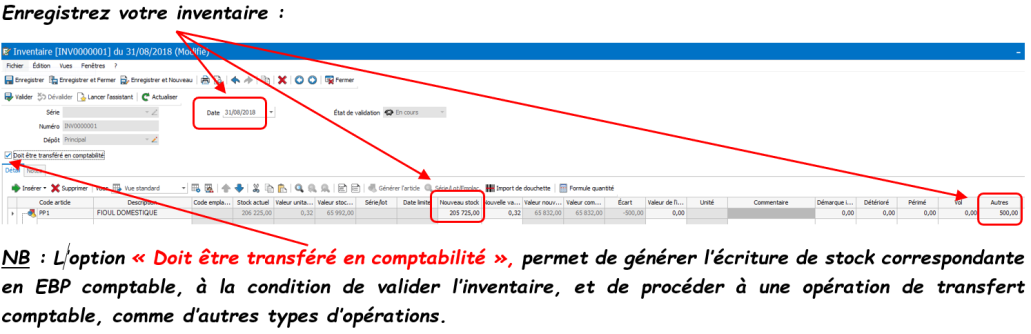 Enregistrez votre inventaire :
Inventaire [INV0000001] du 31/08/2018 (Modifié)
Fichier Édition Vues Fenêtres ?
Enregistrer Enregistrer et Fermer Enregistrer et Nouveau Fermer
Valider Dévalider Lancer l'assistant Actualiser
Série Date 31/08/2018 État de validation En cours
Numéro INV0000001
Dépôt Principal
Doit être transféré en comptabilité
Détail Notes
Insérer Supprimer Vues Vue standard Générer l'article Série/Lot/Emplac Import de douchette Formule quantité
Code article Description Code empla... Stock actuel Valeur unita... Valeur stoc... Série/lot Date limite Nouveau stock Nouvelle va... Valeur nouv... Valeur com... Écart Valeur de l'i... Unité Commentaire Démarque i... Détérioré Périmé Vol Autres
PP1 FIOUL DOMESTIQUE 206 225,00 0,32 65 992,00 205 725,00 0,32 65 832,00 65 832,00 -500,00 0,00 0,00 0,00 0,00 0,00 500,00
NB : L'option « Doit être transféré en comptabilité », permet de générer l'écriture de stock correspondante
en EBP comptable, à la condition de valider l'inventaire, et de procéder à une opération de transfert
comptable, comme d'autres types d'opérations.